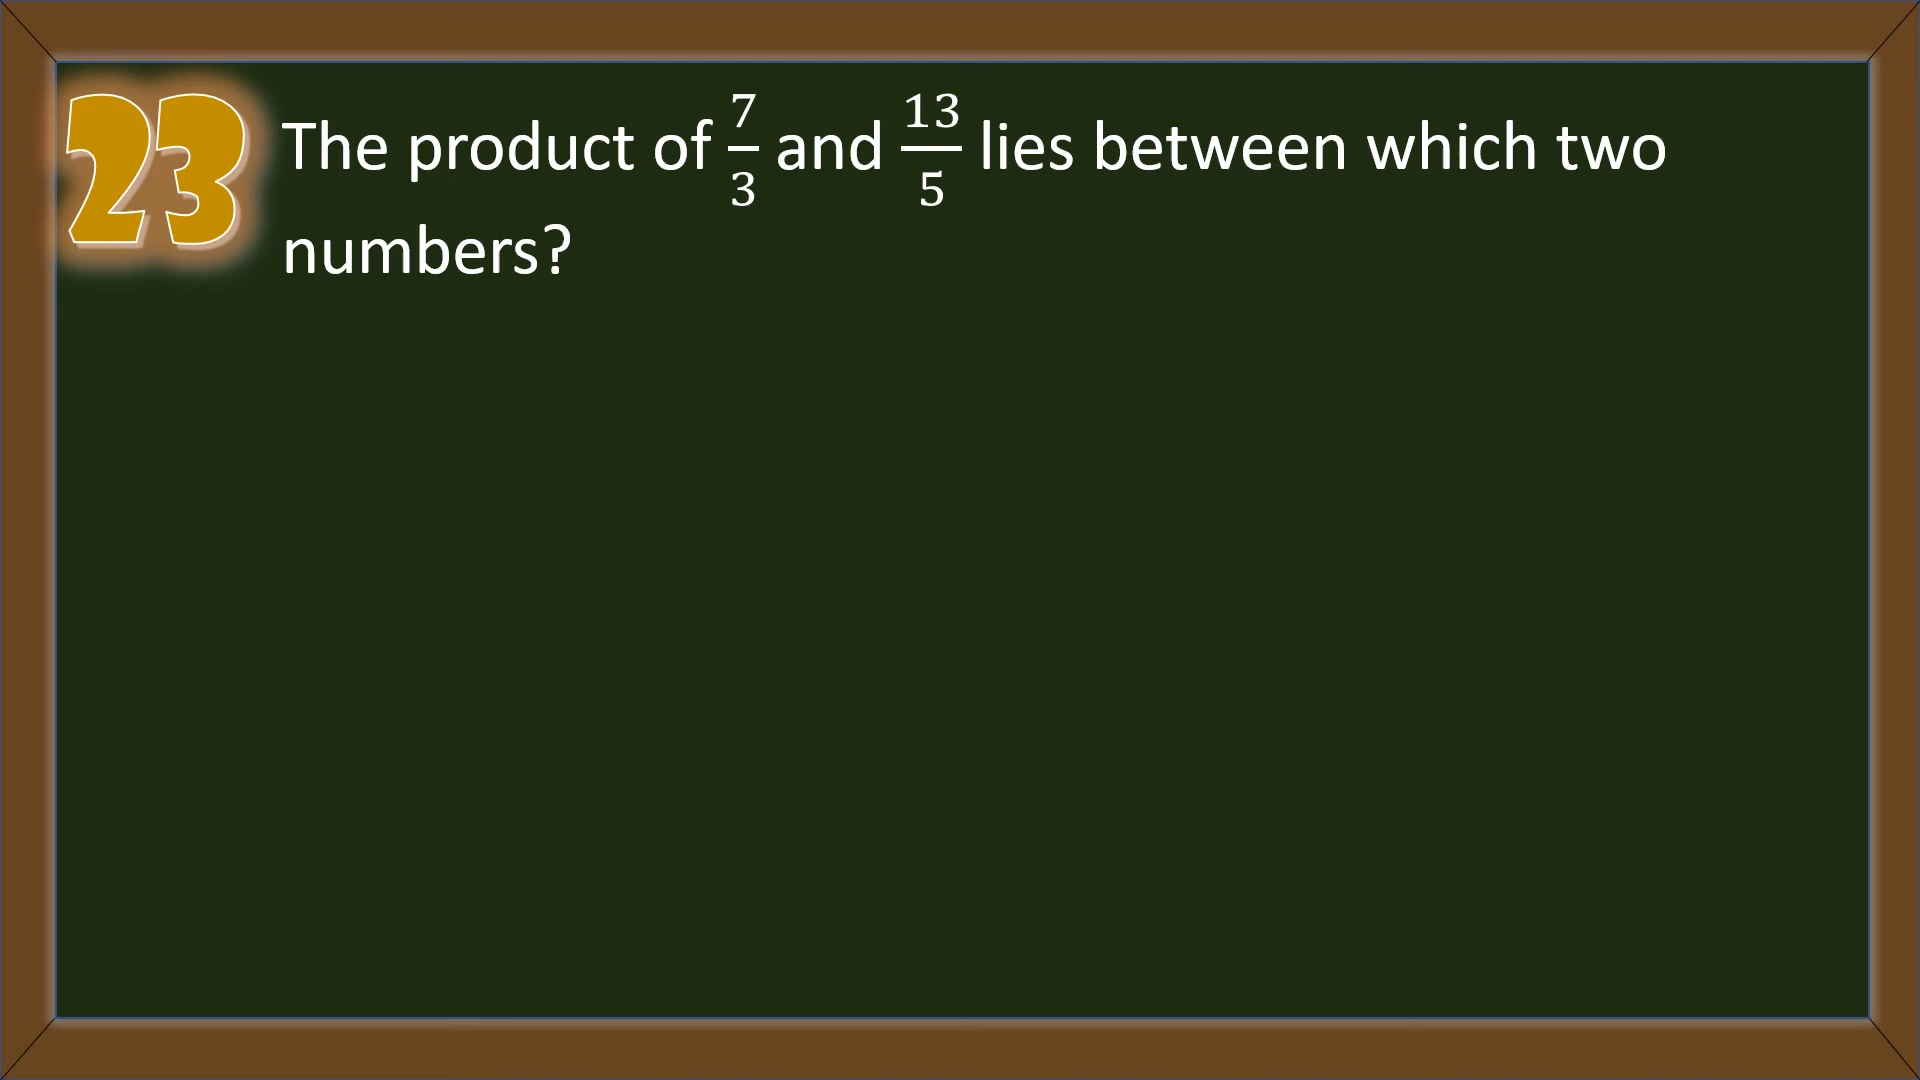 23
The product of 7/3 and 13/5 lies between which two
numbers?